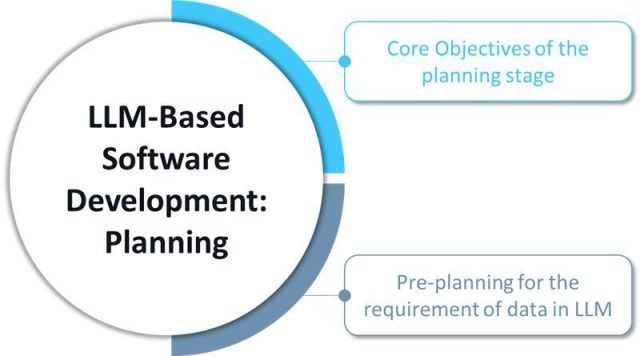 LLM-Based
Software
Development:
Planning
Core Objectives of the
planning stage
Pre-planning for the
requirement of data in LLM